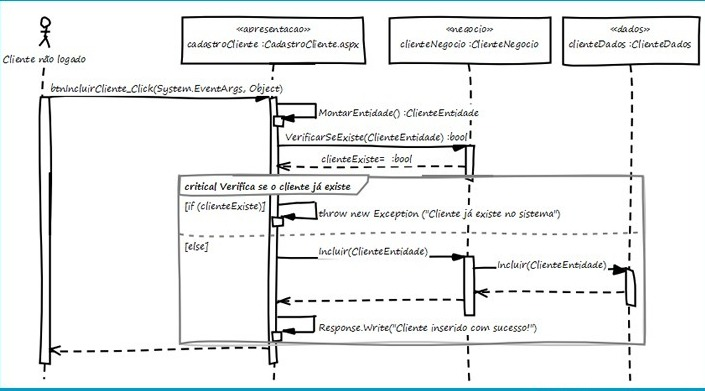 «apresentacao»
cadastroCliente :CadastroCliente.aspx
«negocio»
clienteNegocio :ClienteNegocio
«dados»
clienteDados :ClienteDados
Cliente não logado
btnIncluirCliente_Click(System.EventArgs, Object)
MontarEntidade() :ClienteEntidade
VerificarSeExiste(ClienteEntidade) :bool
clienteExiste= :bool
critical Verifica se o cliente já existe
[if (clienteExiste)]
throw new Exception ("Cliente já existe no sistema")
[else]
Incluir(ClienteEntidade)
Incluir(ClienteEntidade)
Response.Write("Cliente inserido com sucesso!")